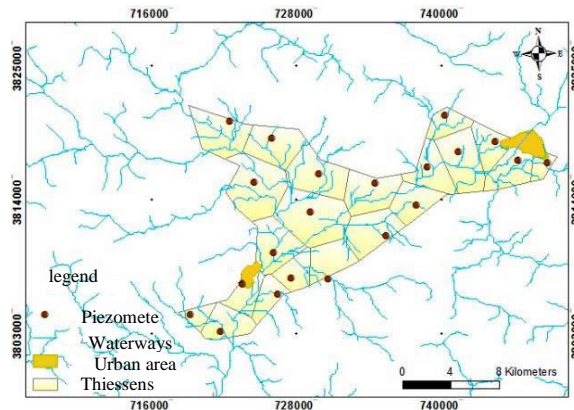 716000 728000 740000
N
W E
S
3825000 3825000
3814000
3803000
legend
Piezomete
Waterways
Urban area
Thiessens
0 4 8 Kilometers
716000 728000 740000